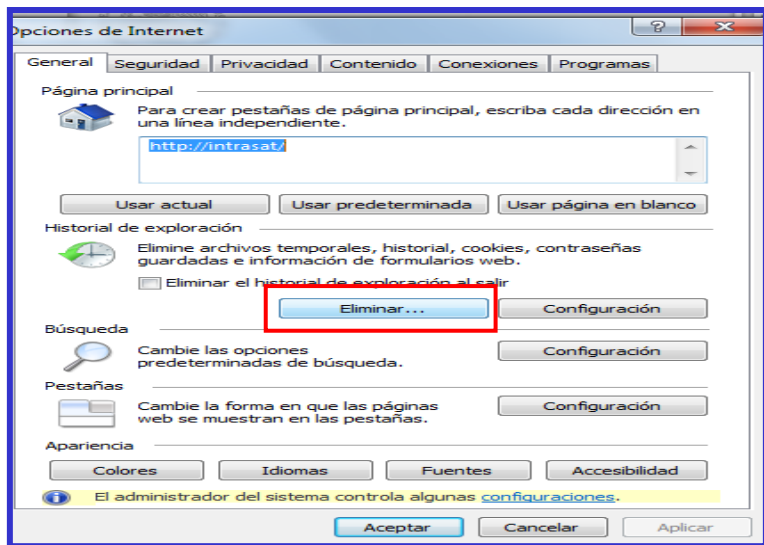 Opciones de Internet
General Seguridad Privacidad Contenido Conexiones Programas
Página principal
Para crear pestañas de página principal, escriba cada dirección en
una línea independiente.
http://intrasat/
Usar actual Usar predeterminada Usar página en blanco
Historial de exploración
Elimine archivos temporales, historial, cookies, contraseñas
guardadas e información de formularios web.
Eliminar el historial de exploración al salir
Eliminar... Configuración
Búsqueda
Cambie las opciones
predeterminadas de búsqueda.
Configuración
Pestañas
Cambie la forma en que las páginas
web se muestran en las pestañas.
Configuración
Apariencia
Colores Idiomas Fuentes Accesibilidad
El administrador del sistema controla algunas configuraciones.
Aceptar Cancelar Aplicar